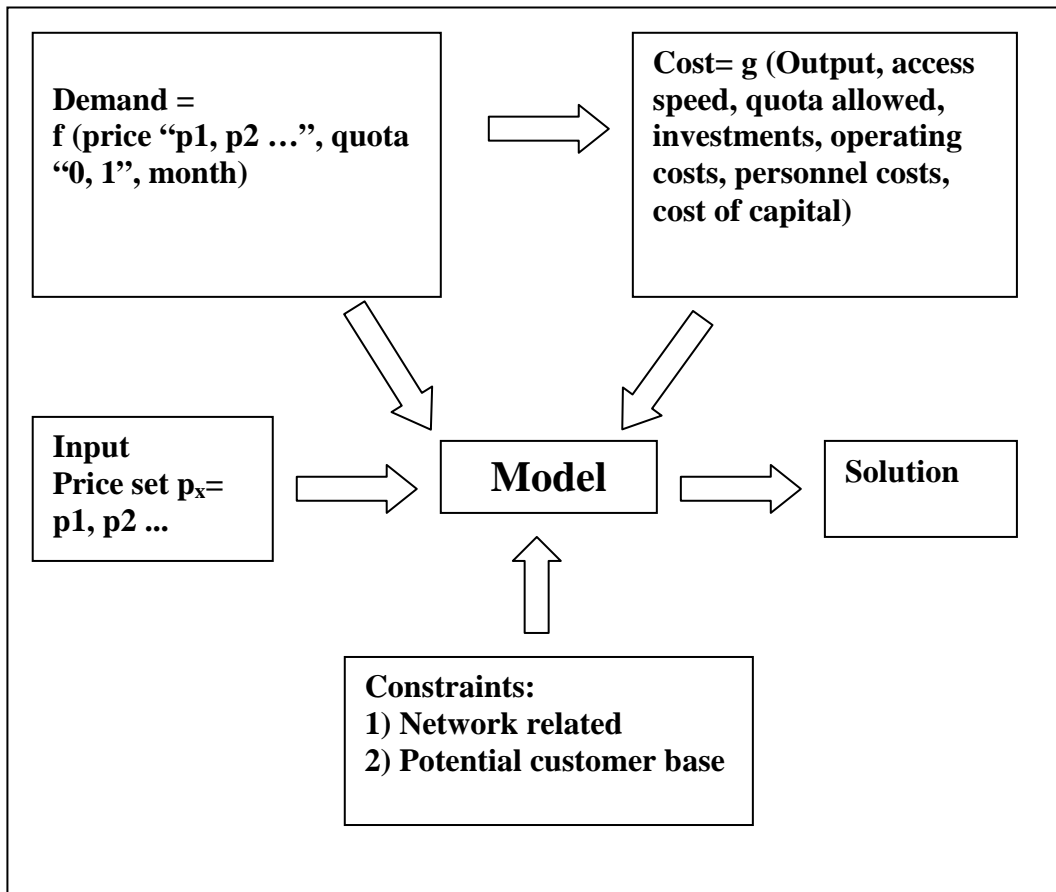 Demand =
f (price “p1, p2 …”, quota
“0, 1”, month)
Cost= g (Output, access
speed, quota allowed,
investments, operating
costs, personnel costs,
cost of capital)
Input
Price set pₓ=
p1, p2 ...
Model
Solution
Constraints:
1) Network related
2) Potential customer base